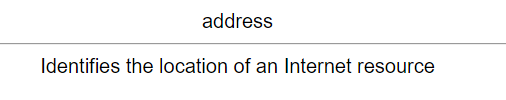 address
Identifies the location of an Internet resource